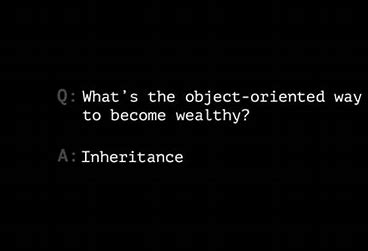 Q: What's the object-oriented way
to become wealthy?
A: Inheritance